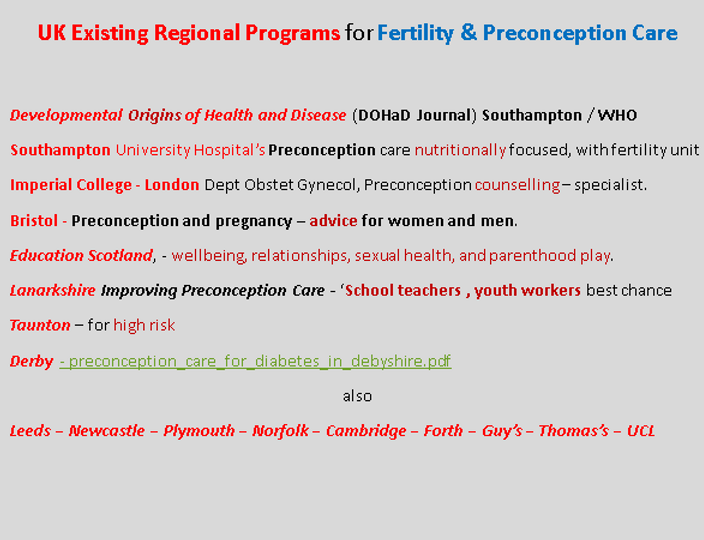 UK Existing Regional Programs for Fertility & Preconception Care
Developmental Origins of Health and Disease (DOHaD Journal) Southampton / WHO
Southampton University Hospital's Preconception care nutritionally focused, with fertility unit
Imperial College - London Dept Obstet Gynecol, Preconception counselling – specialist.
Bristol - Preconception and pregnancy – advice for women and men.
Education Scotland, - wellbeing, relationships, sexual health, and parenthood play.
Lanarkshire Improving Preconception Care - ‘School teachers , youth workers best chance
Taunton – for high risk
Derby - preconception_care_for_diabetes_in_debyshire.pdf
also
Leeds – Newcastle – Plymouth – Norfolk – Cambridge – Forth – Guy's – Thomas's – UCL